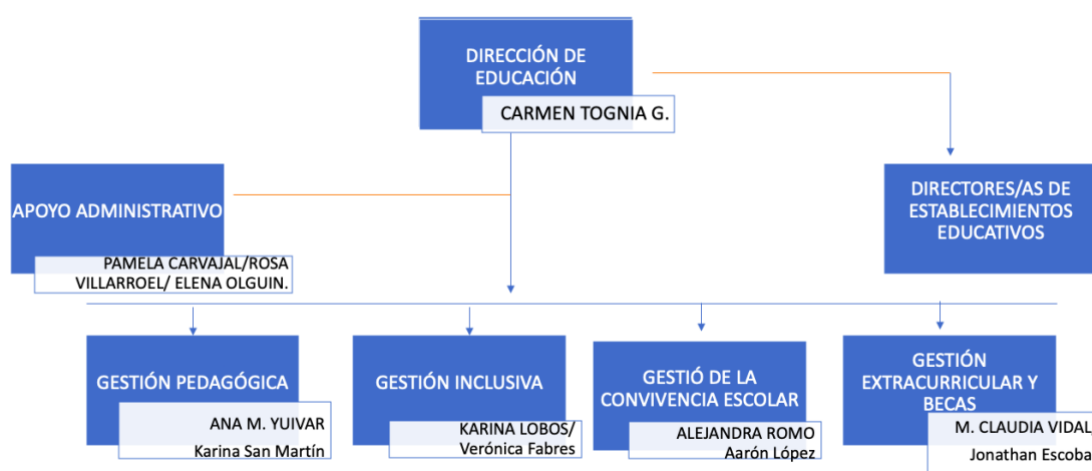 DIRECCIÓN DE
EDUCACIÓN
CARMEN TOGNIA G.
APOYO ADMINISTRATIVO
PAMELA CARVAJAL/ROSA
VILLARROEL/ ELENA OLGUIN.
DIRECTORES/AS DE
ESTABLECIMIENTOS
EDUCATIVOS
GESTIÓN PEDAGÓGICA
ANA M. YUIVAR
Karina San Martín
GESTIÓN INCLUSIVA
KARINA LOBOS/
Verónica Fabres
GESTIÓ DE LA
CONVIVENCIA ESCOLAR
ALEJANDRA ROMO
Aarón López
GESTIÓN
EXTRACURRICULAR Y
BECAS
M. CLAUDIA VIDAL
Jonathan Escoba